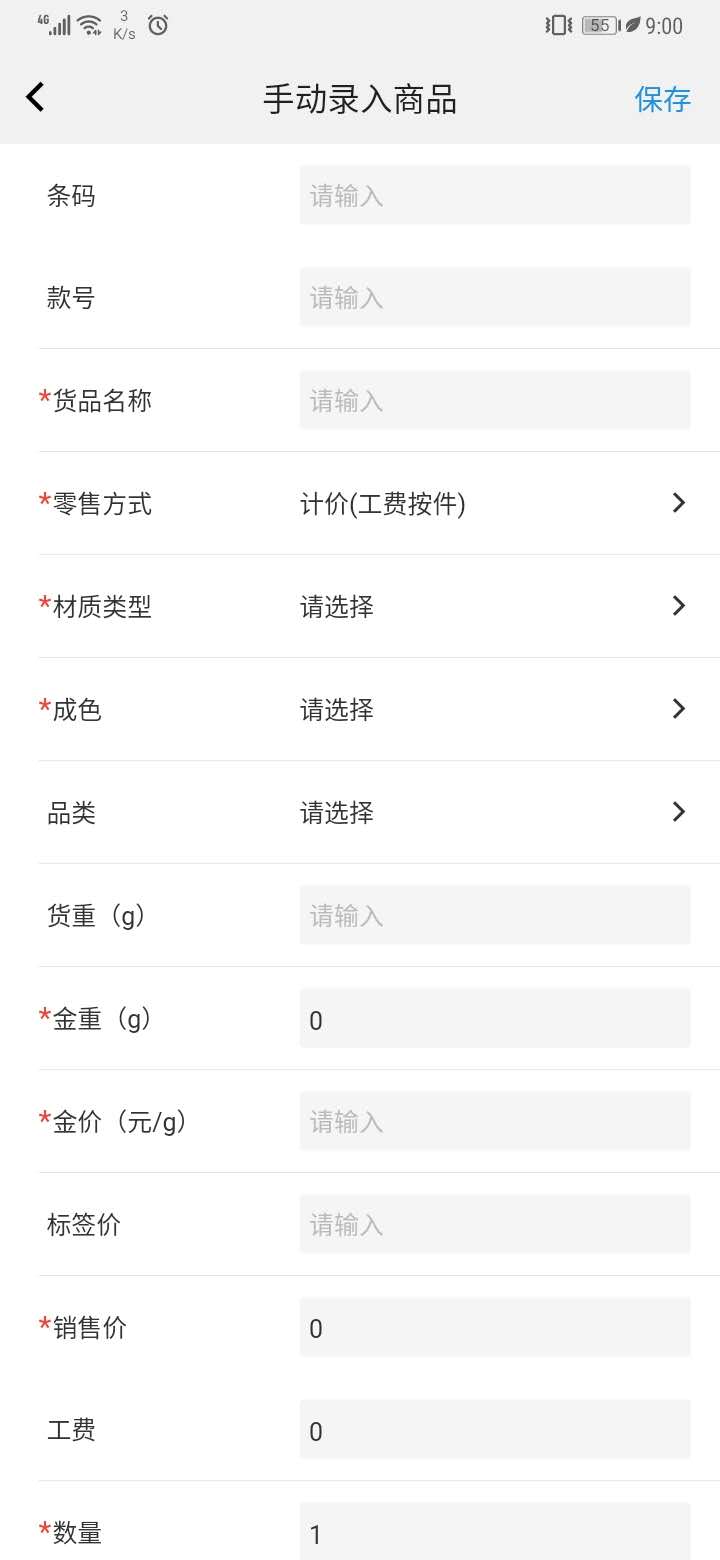 4G 3 K/s 55 9:00
手动录入商品 保存
条码 请输入
款号 请输入
*货品名称 请输入
*零售方式 计价(工费按件)
*材质类型 请选择
*成色 请选择
品类 请选择
货重（g） 请输入
*金重（g） 0
*金价（元/g） 请输入
标签价 请输入
*销售价 0
工费 0
*数量 1